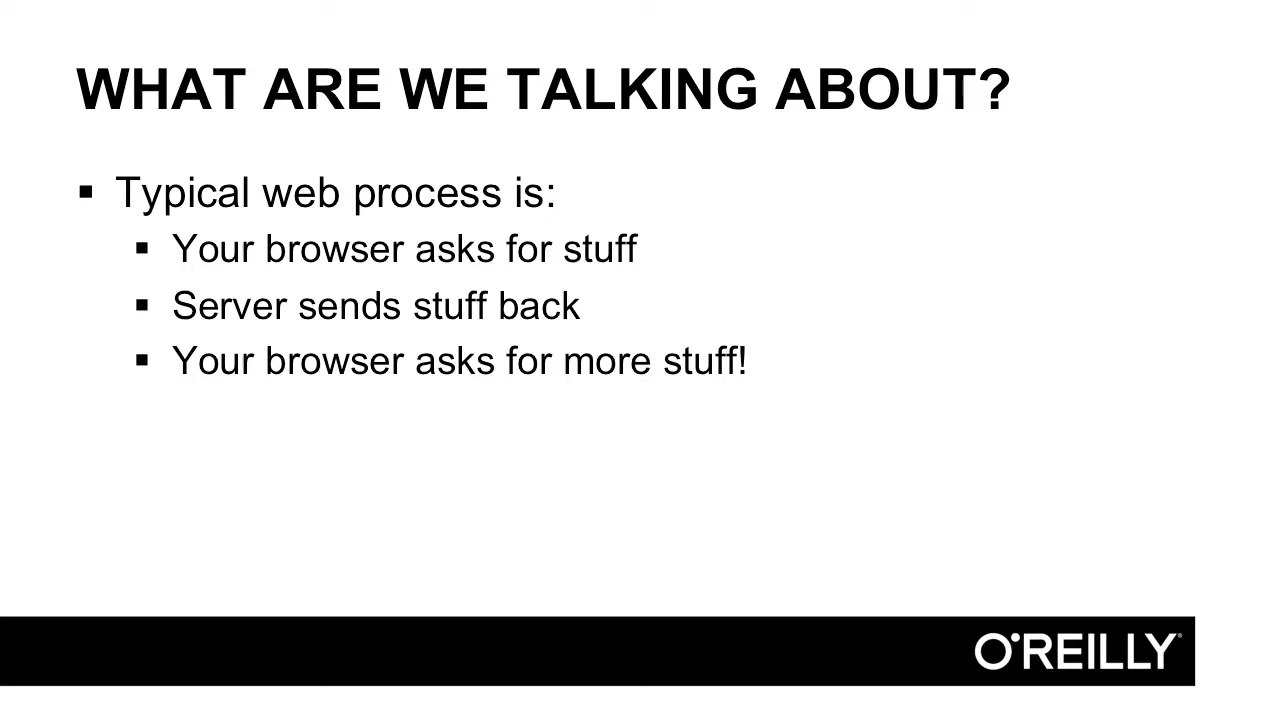 WHAT ARE WE TALKING ABOUT?
▪ Typical web process is:
▪ Your browser asks for stuff
▪ Server sends stuff back
▪ Your browser asks for more stuff!
O'REILLY®